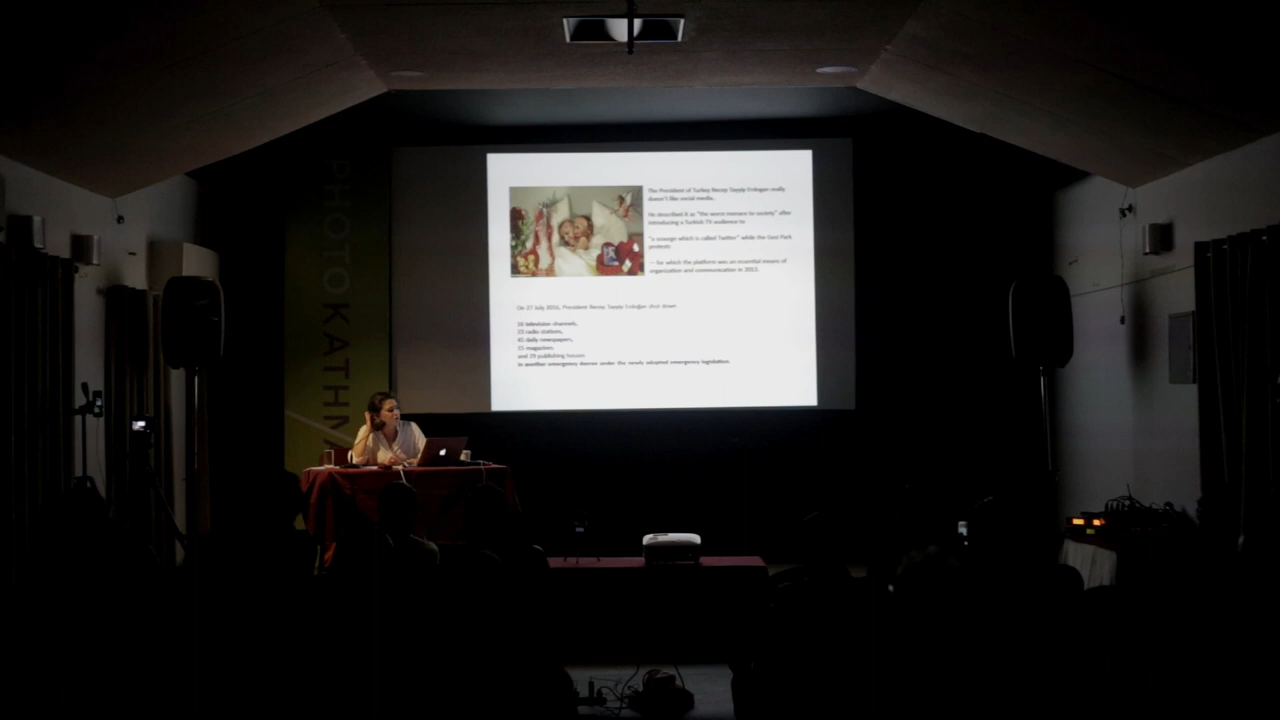 PHOTO KATHM
The President of Turkey Recep Tayyip Erdogan really
doesn't like social media.
He described it as "the worst menace to society" after
introducing a Turkish TV audience to
"a scourge which is called Twitter" while the Gezi Park
protests
— for which the platform was an essential means of
organization and communication in 2013.
On 27 July 2016, President Recep Tayyip Erdogan shut down
television channels,
23 radio stations,
45 daily newspapers,
15 magazines
and 29 publishing houses
in another emergency decree under the newly adopted emergency legislation.